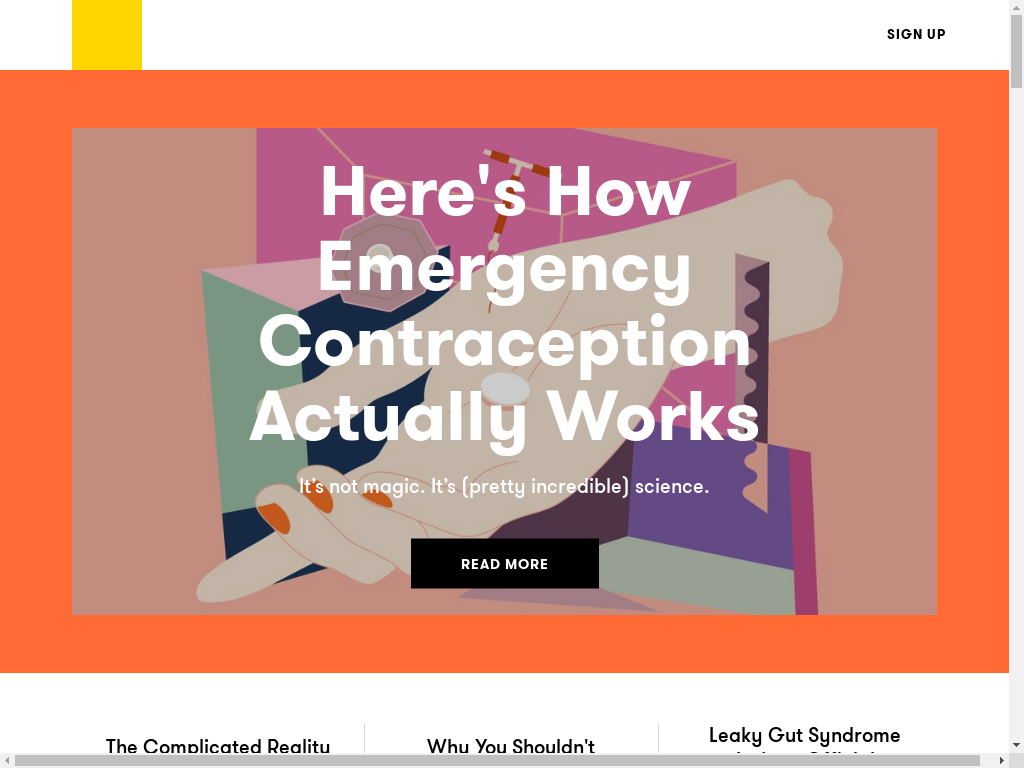 SIGN UP
Here's How
Emergency
Contraception
Actually Works
It's not magic. It's (pretty incredible) science.
READ MORE
The Complicated Reality
Why You Shouldn't
Leaky Gut Syndrome